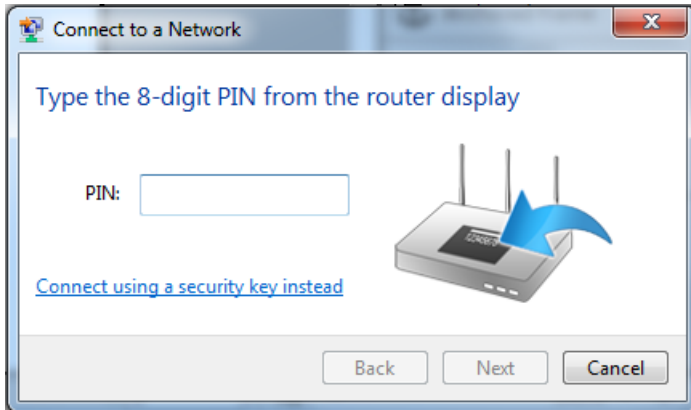 Connect to a Network
Type the 8-digit PIN from the router display
PIN:
12345678
Connect using a security key instead
Back
Next
Cancel